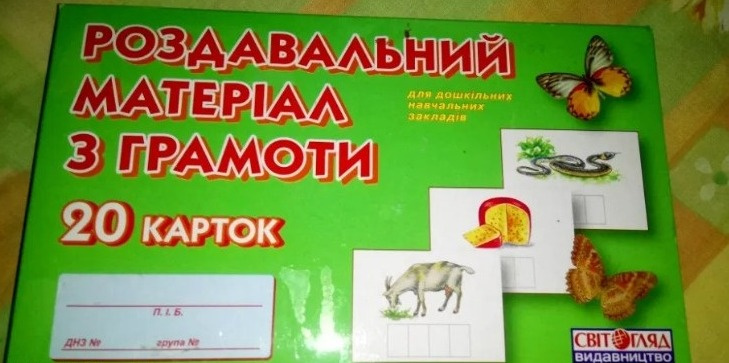 РОЗДАВАЛЬНИЙ
МАТЕРІАЛ
З ГРАМОТИ
для дошкільних
навчальних
закладів
20 КАРТОК
П. І. Б.
ДНЗ № група №
СВІТОГЛЯД
видавництво